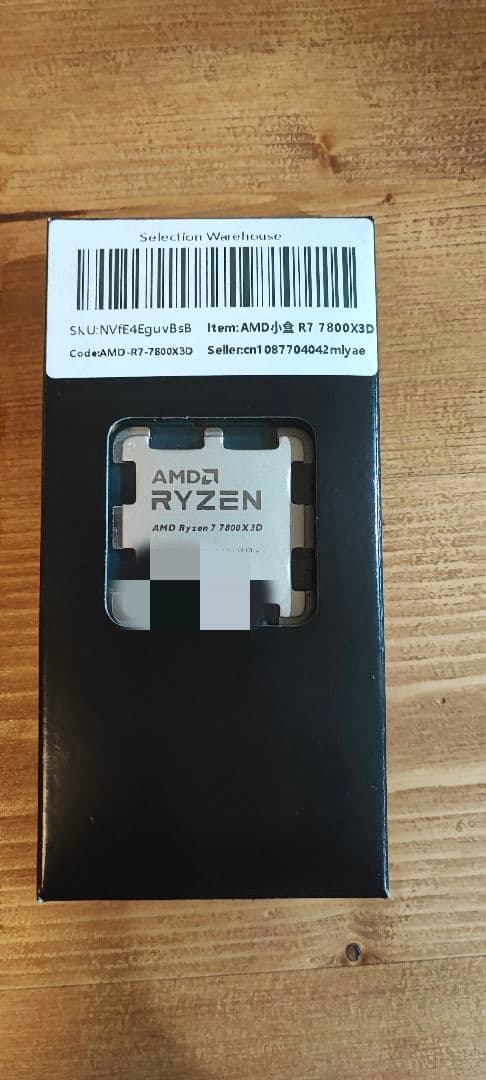 Selection Warehouse
SKU:NVfE4EguvBsB Item:AMD小盒 R7 7800X3D
Code:AMD-R7-7800X3D Seller:cn1087704042mlyae
AMD
RYZEN
AMD Ryzen 7 7800X3D